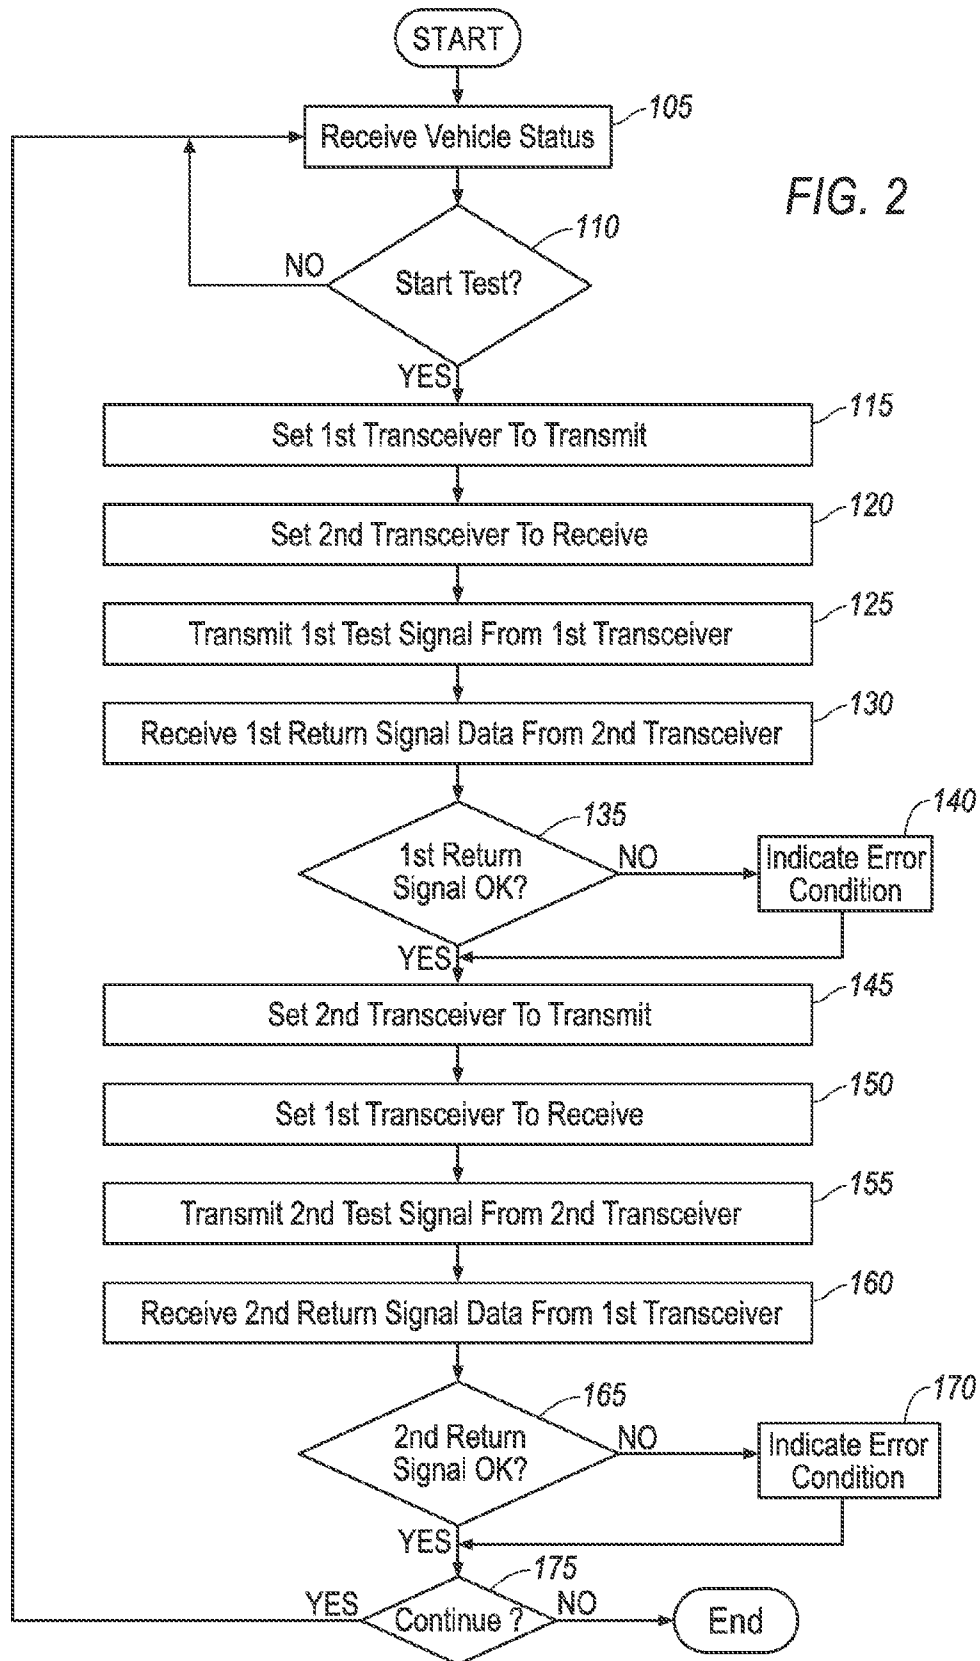 START
105
Receive Vehicle Status
FIG. 2
110
NO
Start Test?
YES
115
Set 1st Transceiver To Transmit
120
Set 2nd Transceiver To Receive
125
Transmit 1st Test Signal From 1st Transceiver
130
Receive 1st Return Signal Data From 2nd Transceiver
135
140
1st Return
Signal OK?
NO
Indicate Error
Condition
YES
145
Set 2nd Transceiver To Transmit
150
Set 1st Transceiver To Receive
155
Transmit 2nd Test Signal From 2nd Transceiver
160
Receive 2nd Return Signal Data From 1st Transceiver
165
170
2nd Return
Signal OK?
NO
Indicate Error
Condition
YES
175
YES
Continue ?
NO
End